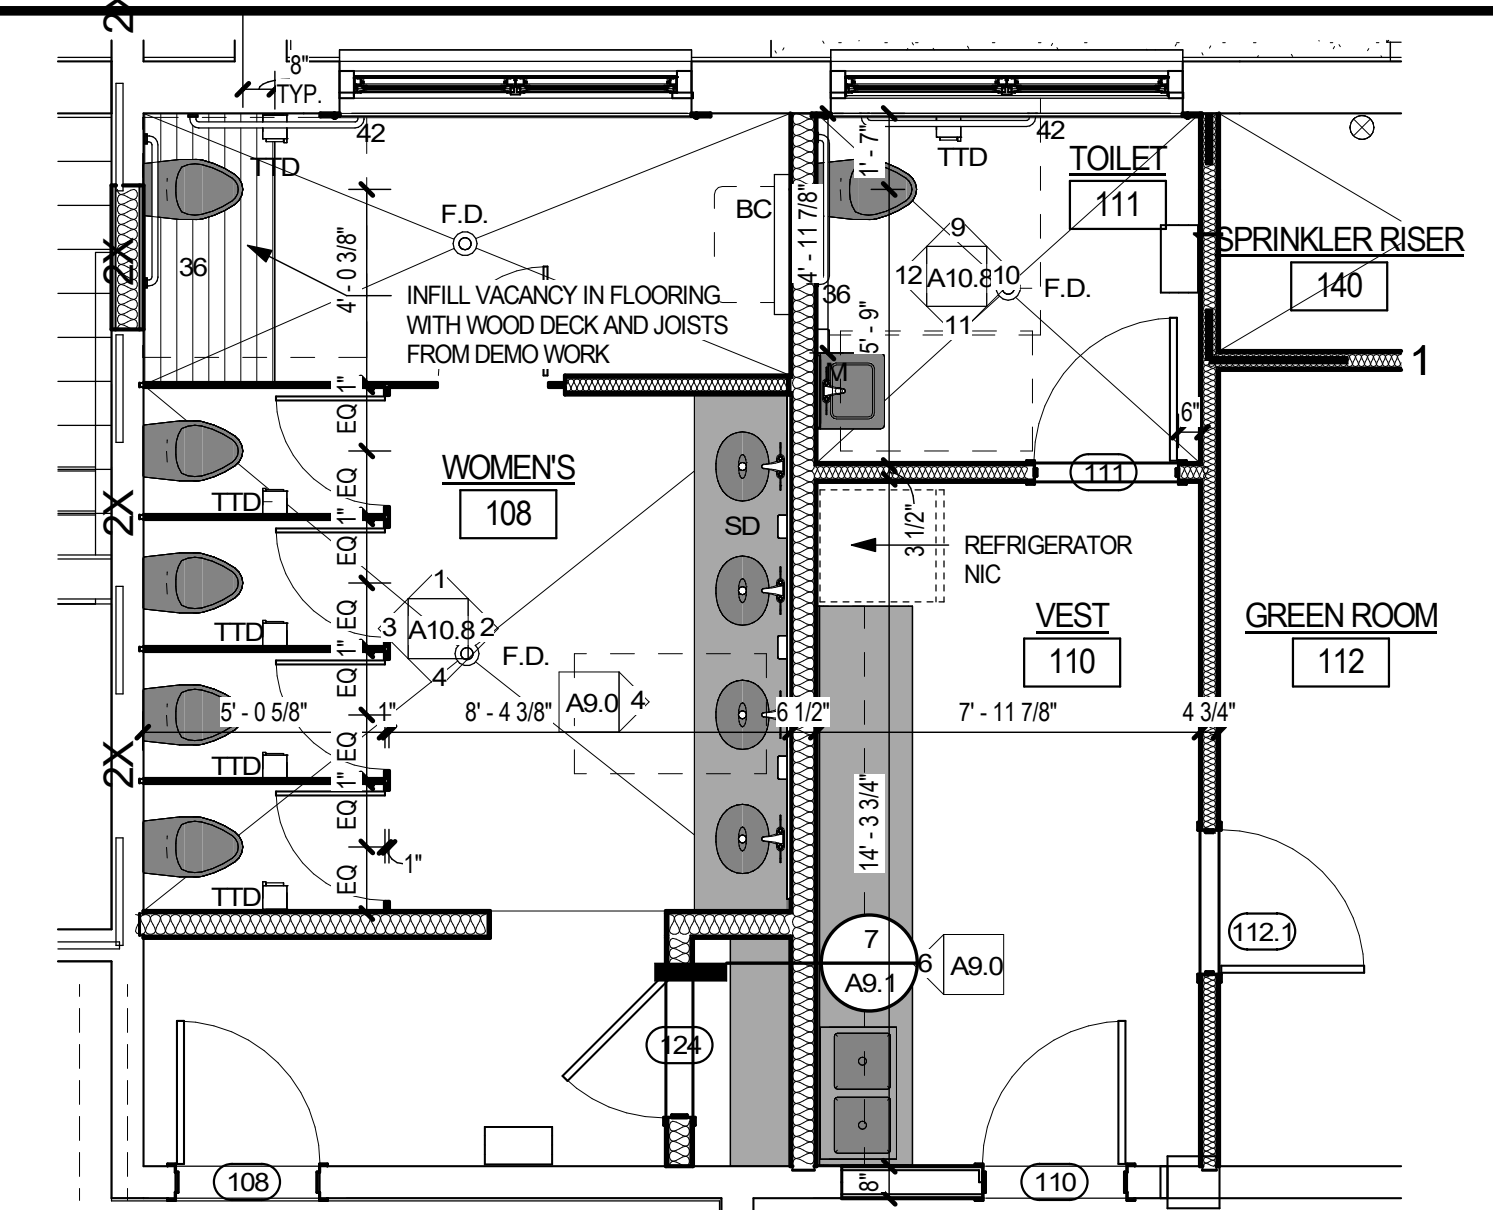 2X
8"
TYP.
42
TTD
36
F.D.
BC
4' - 0 3/8"
INFILL VACANCY IN FLOORING
WITH WOOD DECK AND JOISTS
FROM DEMO WORK
2X
4' - 11 7/8"
1' - 7"
42
TTD
TOILET
111
9
12 A10.8 10
11
F.D.
36
5' - 9"
M
SPRINKLER RISER
140
1
6"
111
1"
EQ
WOMEN'S
108
EQ
TTD
2X
1"
EQ
SD
3 1/2"
REFRIGERATOR
NIC
1
3 A10.8 2
4
EQ
TTD
1"
F.D.
VEST
110
GREEN ROOM
112
EQ
A9.0 4
5' - 0 5/8"
1"
8' - 4 3/8"
6 1/2"
7' - 11 7/8"
4 3/4"
EQ
TTD
2X
1"
EQ
14' - 3 3/4"
1"
EQ
TTD
7
A9.1
6 A9.0
112.1
124
108
8"
110